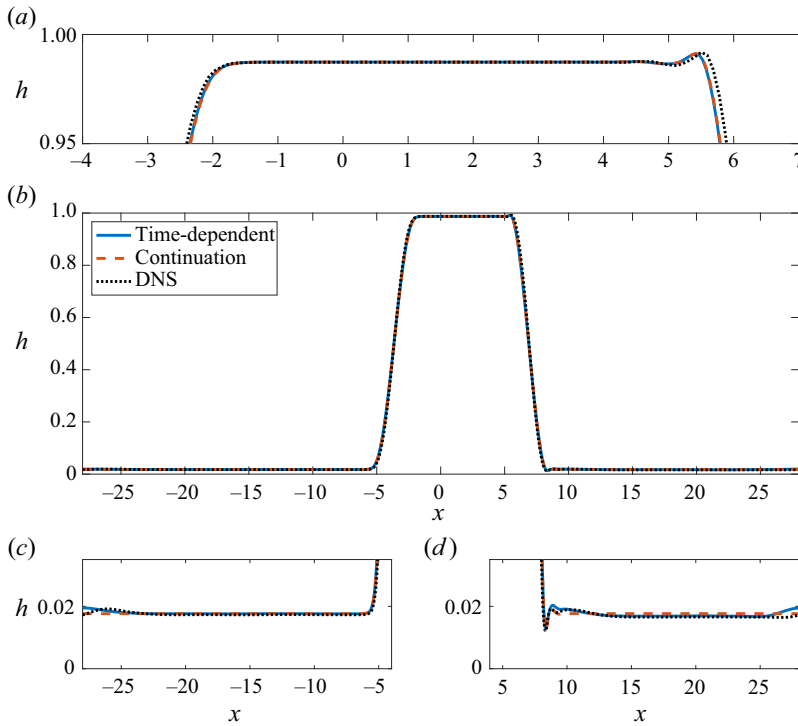 (a)
1.00
h
0.95
–4 –3 –2 –1 0 1 2 3 4 5 6 7
(b)
1.0
Time-dependent
Continuation
DNS
0.8
0.6
h
0.4
0.2
0
–25 –20 –15 –10 –5 0 5 10 15 20 25
x
(c) (d)
h 0.02 0.02
0 0
–25 –20 –15 –10 –5 5 10 15 20 25
x x